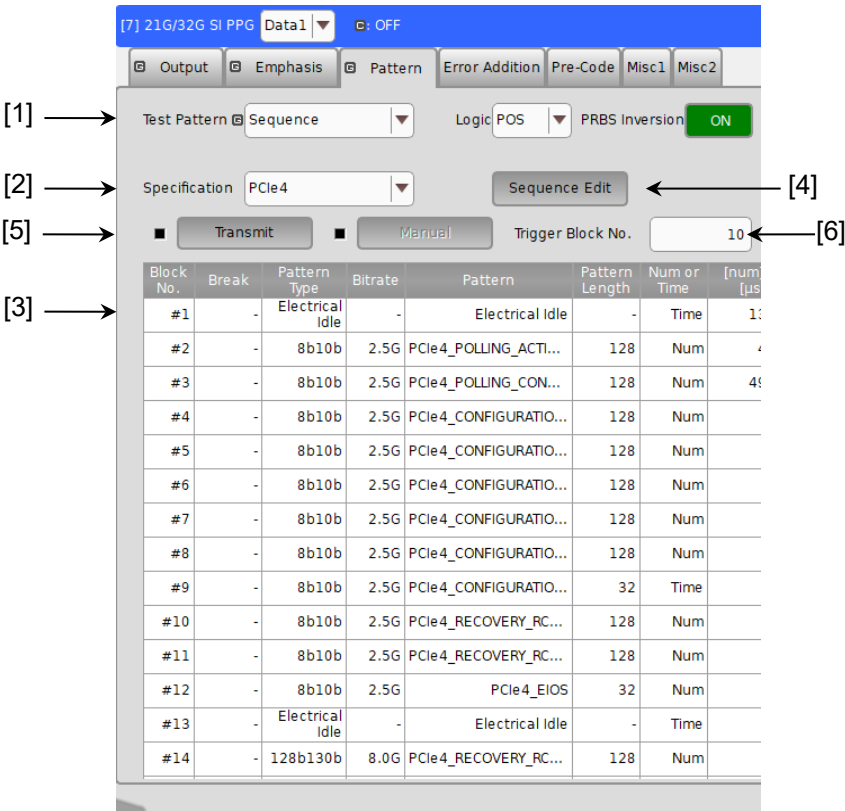 [7] 21G/32G SI PPG Data1 C: OFF
G Output G Emphasis G Pattern Error Addition Pre-Code Misc1 Misc2
[1] Test Pattern G Sequence Logic POS PRBS Inversion ON
[2] Specification PCIe4 Sequence Edit [4]
[5] Transmit Manual Trigger Block No. 10 [6]
Block No. Break Pattern Type Bitrate Pattern Pattern Length Num or Time [num] [µs
[3] #1 - Electrical Idle - Electrical Idle - Time
#2 - 8b10b 2.5G PCIe4_POLLING_ACTI... 128 Num
#3 - 8b10b 2.5G PCIe4_POLLING_CON... 128 Num 49
#4 - 8b10b 2.5G PCIe4_CONFIGURATIO... 128 Num
#5 - 8b10b 2.5G PCIe4_CONFIGURATIO... 128 Num
#6 - 8b10b 2.5G PCIe4_CONFIGURATIO... 128 Num
#7 - 8b10b 2.5G PCIe4_CONFIGURATIO... 128 Num
#8 - 8b10b 2.5G PCIe4_CONFIGURATIO... 128 Num
#9 - 8b10b 2.5G PCIe4_CONFIGURATIO... 32 Time
#10 - 8b10b 2.5G PCIe4_RECOVERY_RC... 128 Num
#11 - 8b10b 2.5G PCIe4_RECOVERY_RC... 128 Num
#12 - 8b10b 2.5G PCIe4_EIOS 32 Num
#13 - Electrical Idle - Electrical Idle - Time
#14 - 128b130b 8.0G PCIe4_RECOVERY_RC... 128 Num